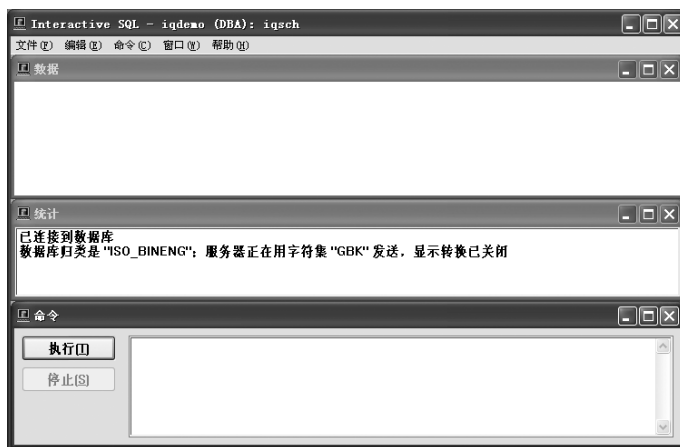 Interactive SQL - iqdemo (DBA): iqsch
文件(F) 编辑(E) 命令(C) 窗口(W) 帮助(H)
数据
统计
已连接到数据库
数据库归类是"ISO_BINENG"；服务器正在用字符集"GBK"发送，显示转换已关闭
命令
执行[I]
停止[S]